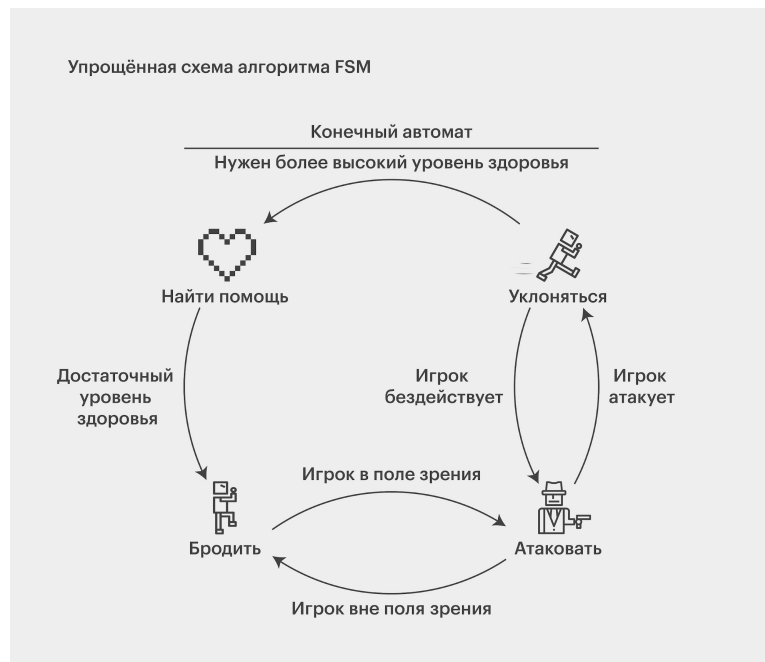 Упрощённая схема алгоритма FSM
Конечный автомат
Нужен более высокий уровень здоровья
Найти помощь
Уклоняться
Достаточный
уровень
здоровья
Игрок
бездействует
Игрок
атакует
Игрок в поле зрения
Бродить
Атаковать
Игрок вне поля зрения